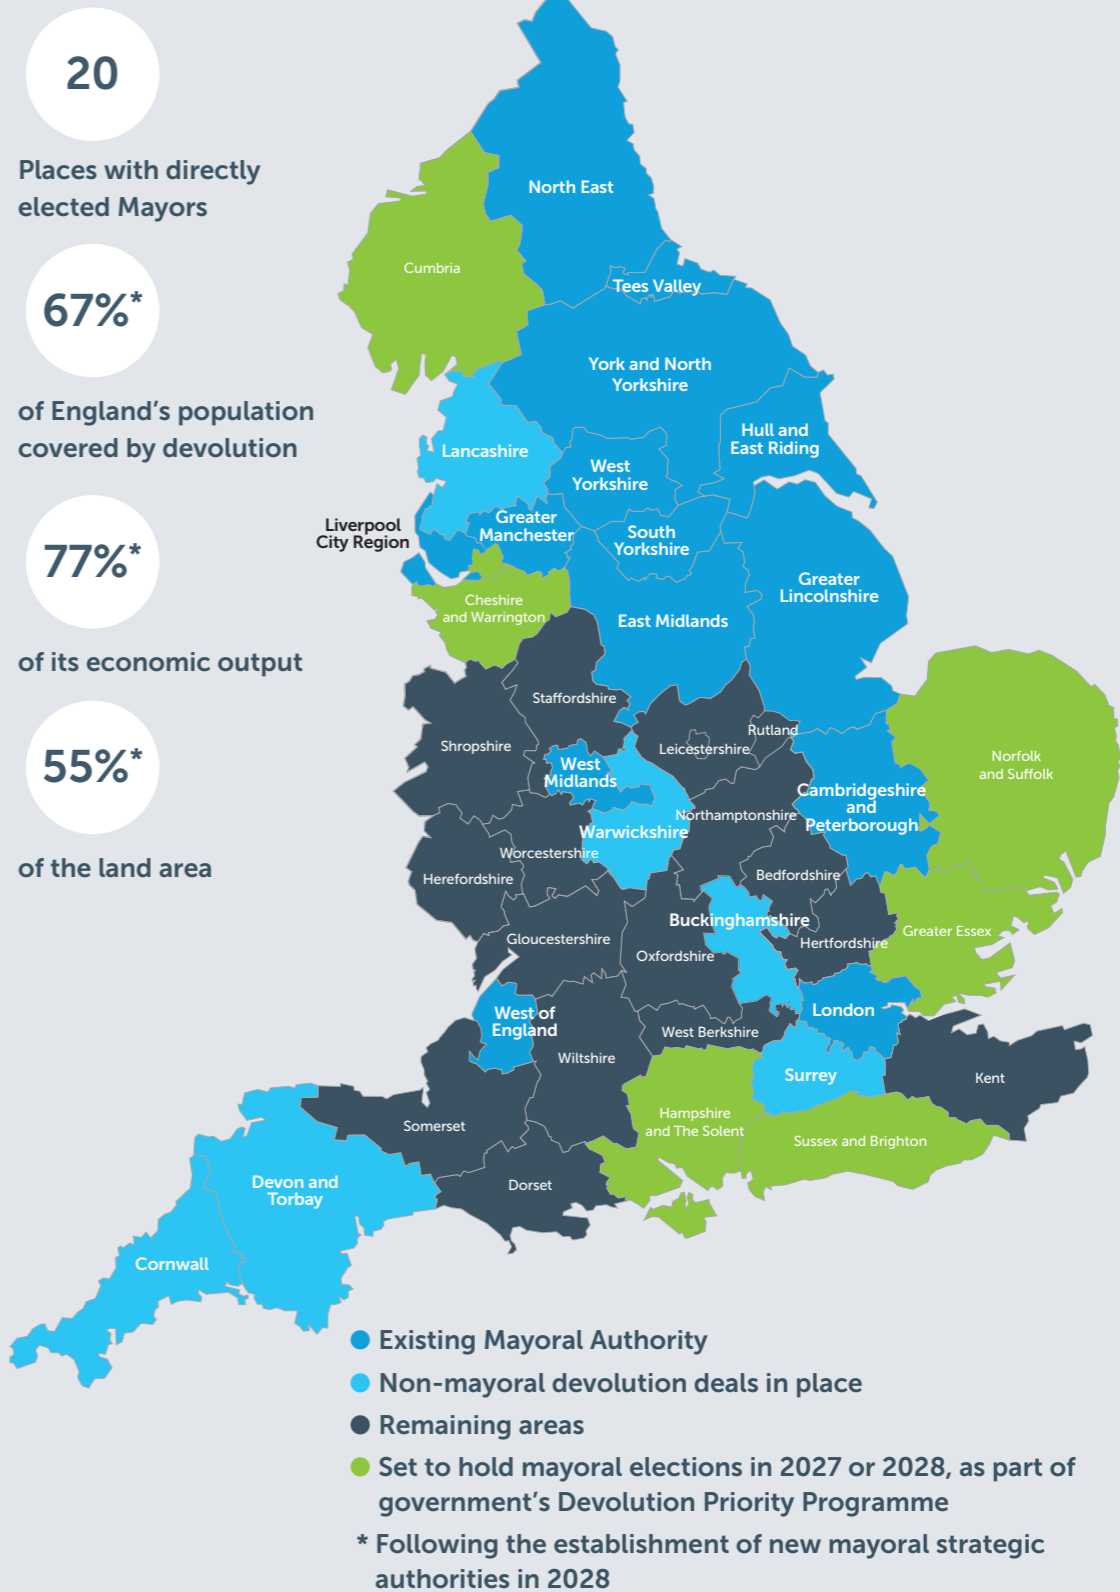 20
Places with directly
elected Mayors
67%*
of England's population
covered by devolution
77%*
of its economic output
55%*
of the land area
North East
Cumbria
Tees Valley
York and North
Yorkshire
Hull and
East Riding
Lancashire
West
Yorkshire
Liverpool
City Region
Greater
Manchester
South
Yorkshire
Greater
Lincolnshire
Cheshire
and Warrington
East Midlands
Staffordshire
Shropshire
Leicestershire
Rutland
Norfolk
and Suffolk
West
Midlands
Cambridgeshire
and
Peterborough
Northamptonshire
Warwickshire
Worcestershire
Herefordshire
Bedfordshire
Buckinghamshire
Gloucestershire
Hertfordshire
Greater Essex
Oxfordshire
West of
England
London
West Berkshire
Wiltshire
Surrey
Kent
Somerset
Hampshire
and The Solent
Sussex and Brighton
Devon and
Torbay
Dorset
Cornwall
Existing Mayoral Authority
Non-mayoral devolution deals in place
Remaining areas
Set to hold mayoral elections in 2027 or 2028, as part of
government's Devolution Priority Programme
* Following the establishment of new mayoral strategic
authorities in 2028